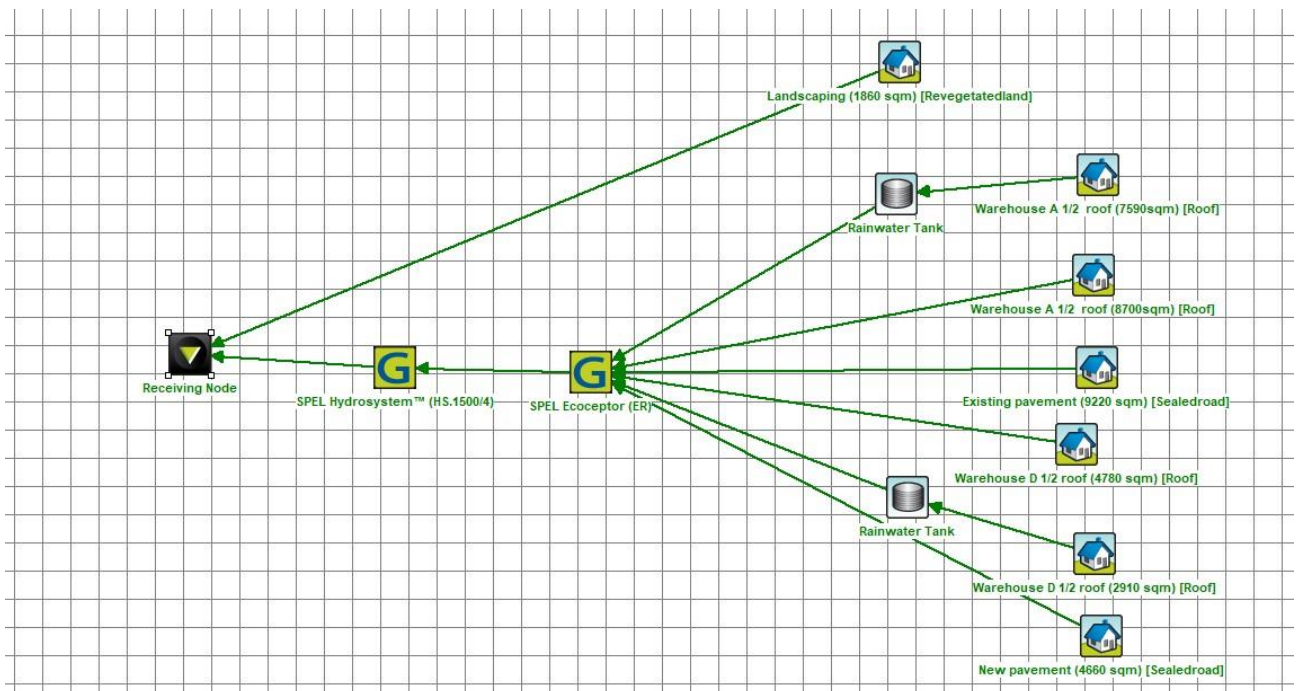 Landscaping (1860 sqm) [Revegetatedland]
Warehouse A 1/2  roof (7590sqm) [Roof]
Rainwater Tank
Warehouse A 1/2  roof (8700sqm) [Roof]
Receiving Node
G
SPEL Hydrosystem™ (HS.1500/4)
G
SPEL Ecoceptor (ER)
Existing pavement (9220 sqm) [Sealedroad]
Warehouse D 1/2 roof (4780 sqm) [Roof]
Rainwater Tank
Warehouse D 1/2 roof (2910 sqm) [Roof]
New pavement (4660 sqm) [Sealedroad]